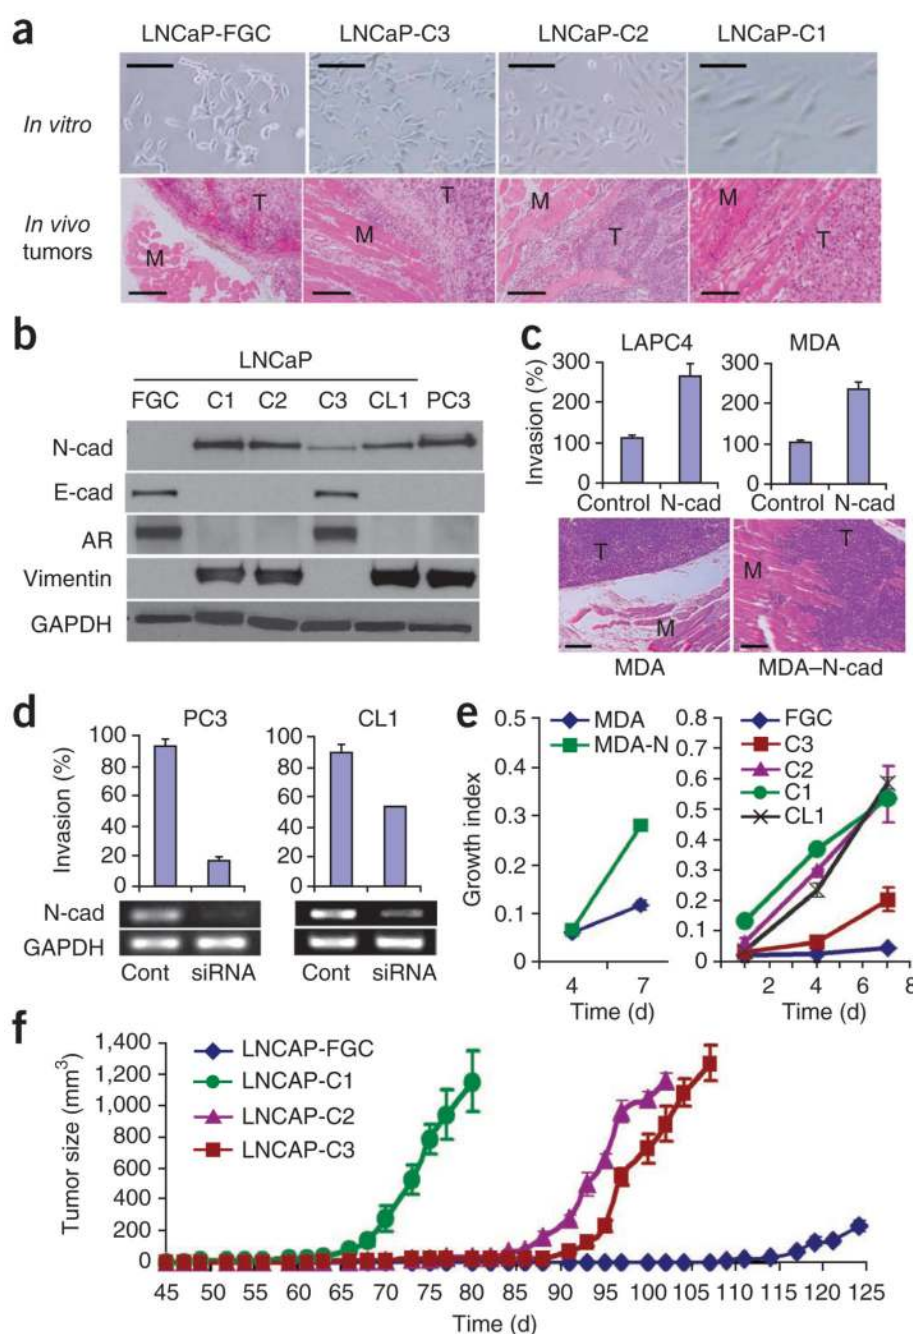 a
LNCaP-FGC LNCaP-C3 LNCaP-C2 LNCaP-C1
In vitro
In vivo
tumors
T T M M
M M T T
b
LNCaP
FGC C1 C2 C3 CL1 PC3
N-cad
E-cad
AR
Vimentin
GAPDH
c
LAPC4 MDA
Invasion (%)
300 300
200 200
100 100
0 0
Control N-cad Control N-cad
T T
M M
MDA MDA–N-cad
d
PC3 CL1
Invasion (%)
100 100
80 80
60 60
40 40
20 20
0 0
N-cad
GAPDH
Cont siRNA Cont siRNA
e
Growth index
0.5 MDA
MDA-N
0.4
0.3
0.2
0.1
0
4 7
Time (d)
0.8 FGC
0.7 C3
0.6 C2
0.5 C1
0.4 CL1
0.3
0.2
0.1
0
2 4 6 8
Time (d)
f
Tumor size (mm³)
1,400 LNCAP-FGC
1,200 LNCAP-C1
1,000 LNCAP-C2
800 LNCAP-C3
600
400
200
0
45 50 55 60 65 70 75 80 85 90 95 100 105 110 115 120 125
Time (d)